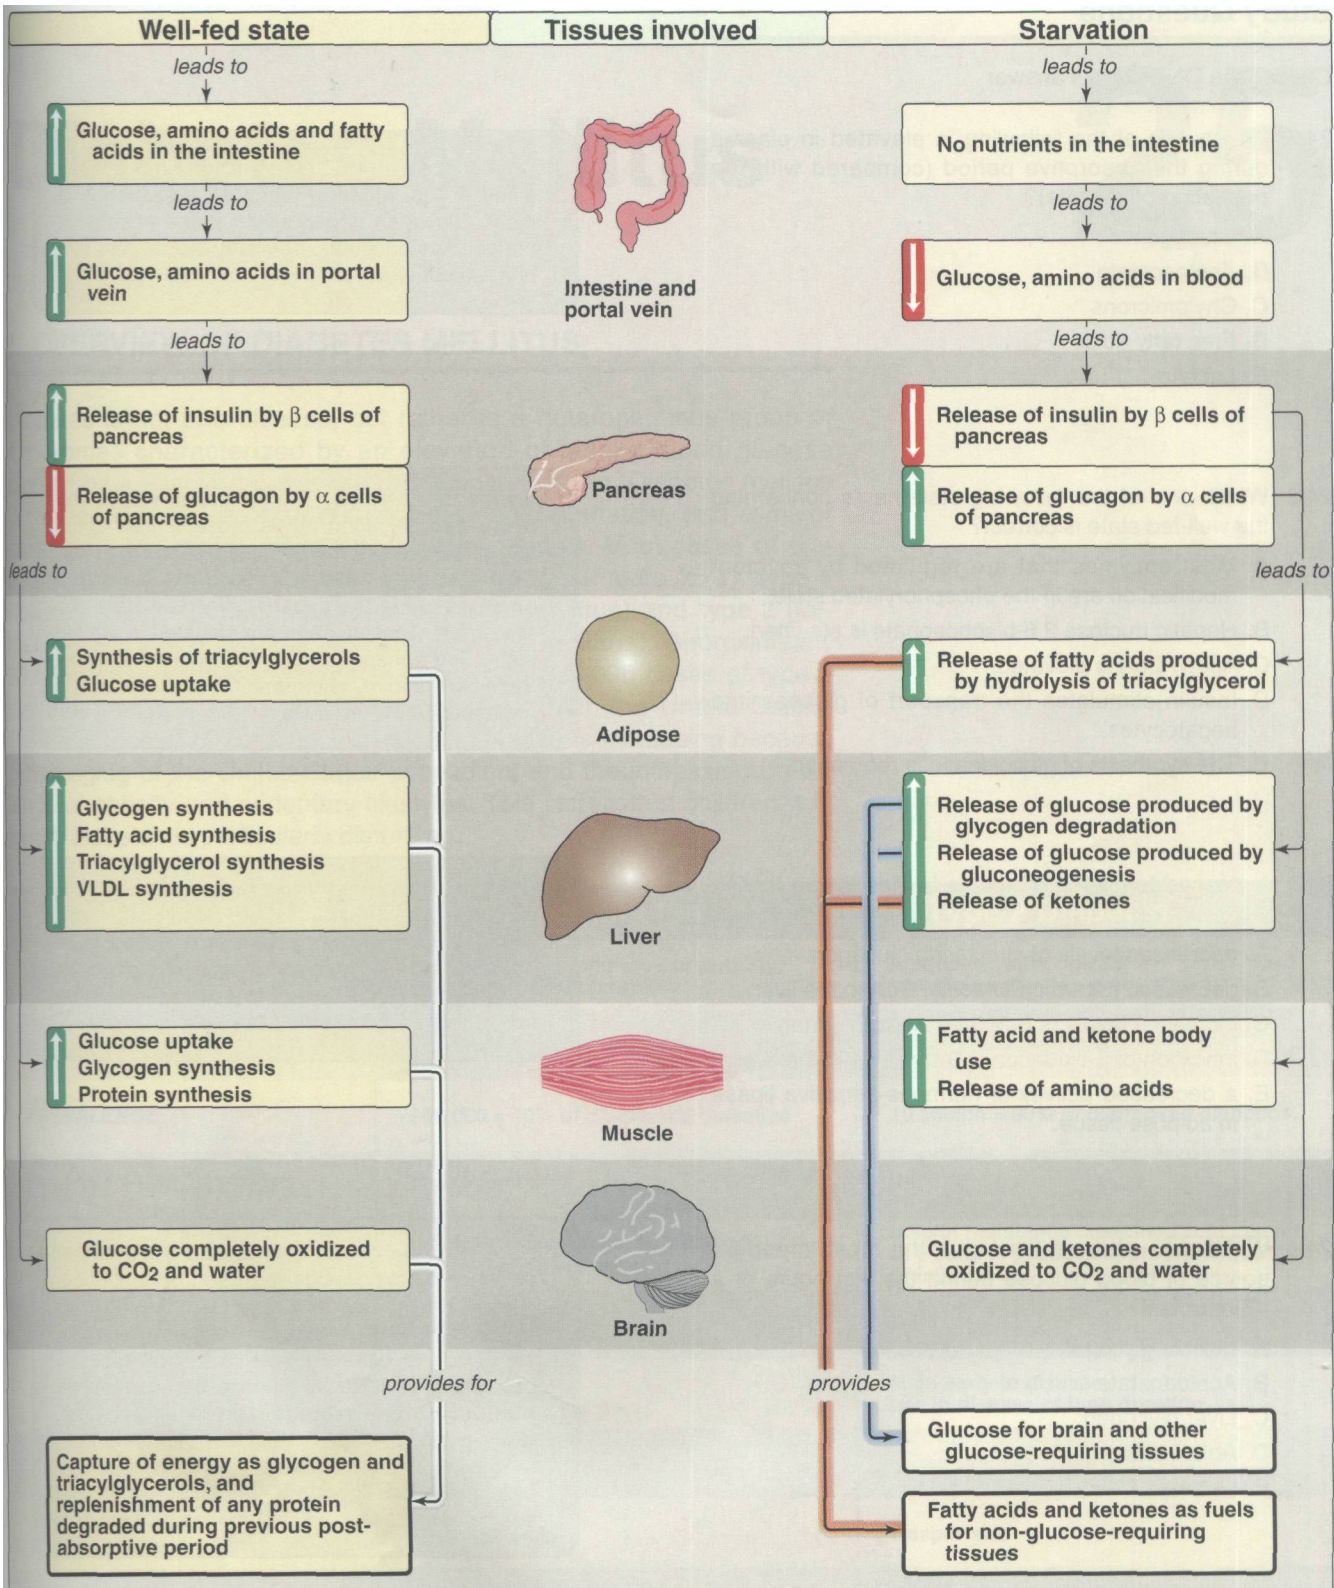 Well-fed state
Tissues involved
Starvation
leads to
Glucose, amino acids and fatty
acids in the intestine
leads to
Glucose, amino acids in portal
vein
leads to
Release of insulin by β cells of
pancreas
Release of glucagon by α cells
of pancreas
leads to
Synthesis of triacylglycerols
Glucose uptake
Glycogen synthesis
Fatty acid synthesis
Triacylglycerol synthesis
VLDL synthesis
Glucose uptake
Glycogen synthesis
Protein synthesis
Glucose completely oxidized
to CO2 and water
provides for
Capture of energy as glycogen and
triacylglycerols, and
replenishment of any protein
degraded during previous post-
absorptive period
Intestine and
portal vein
Pancreas
Adipose
Liver
Muscle
Brain
leads to
No nutrients in the intestine
leads to
Glucose, amino acids in blood
leads to
Release of insulin by β cells of
pancreas
Release of glucagon by α cells
of pancreas
leads to
Release of fatty acids produced
by hydrolysis of triacylglycerol
Release of glucose produced by
glycogen degradation
Release of glucose produced by
gluconeogenesis
Release of ketones
Fatty acid and ketone body
use
Release of amino acids
Glucose and ketones completely
oxidized to CO2 and water
provides
Glucose for brain and other
glucose-requiring tissues
Fatty acids and ketones as fuels
for non-glucose-requiring
tissues